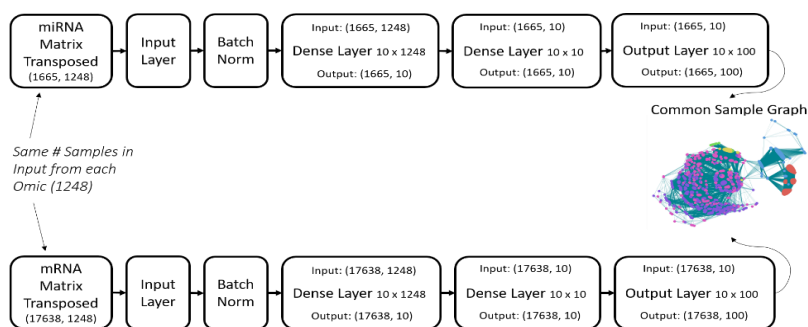 miRNA
Matrix
Transposed
(1665, 1248)
Input
Layer
Batch
Norm
Input: (1665, 1248)
Dense Layer 10 x 1248
Output: (1665, 10)
Input: (1665, 10)
Dense Layer 10 x 10
Output: (1665, 10)
Input: (1665, 10)
Output Layer 10 x 100
Output: (1665, 100)
Common Sample Graph
Same # Samples in
Input from each
Omic (1248)
mRNA
Matrix
Transposed
(17638, 1248)
Input
Layer
Batch
Norm
Input: (17638, 1248)
Dense Layer 10 x 1248
Output: (17638, 10)
Input: (17638, 10)
Dense Layer 10 x 10
Output: (17638, 10)
Input: (17638, 10)
Output Layer 10 x 100
Output: (17638, 100)